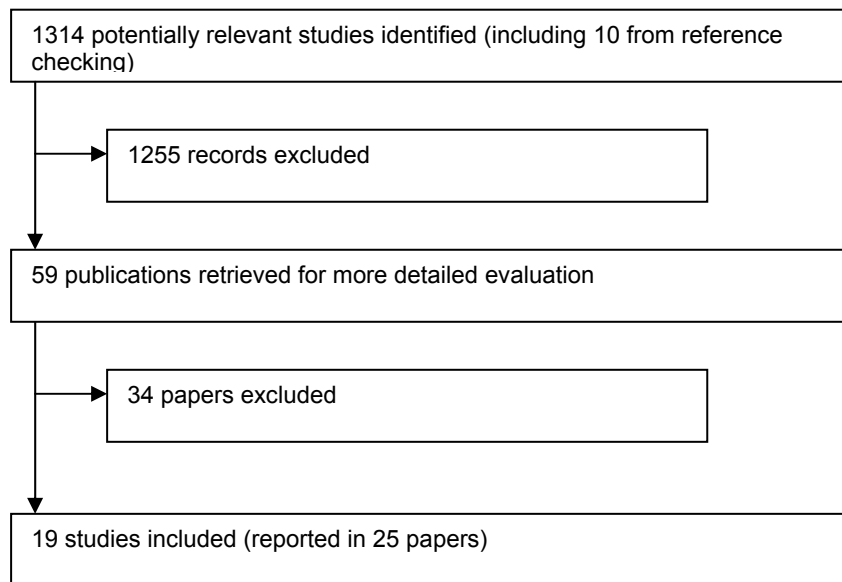 1314 potentially relevant studies identified (including 10 from reference
checking)
1255 records excluded
59 publications retrieved for more detailed evaluation
34 papers excluded
19 studies included (reported in 25 papers)